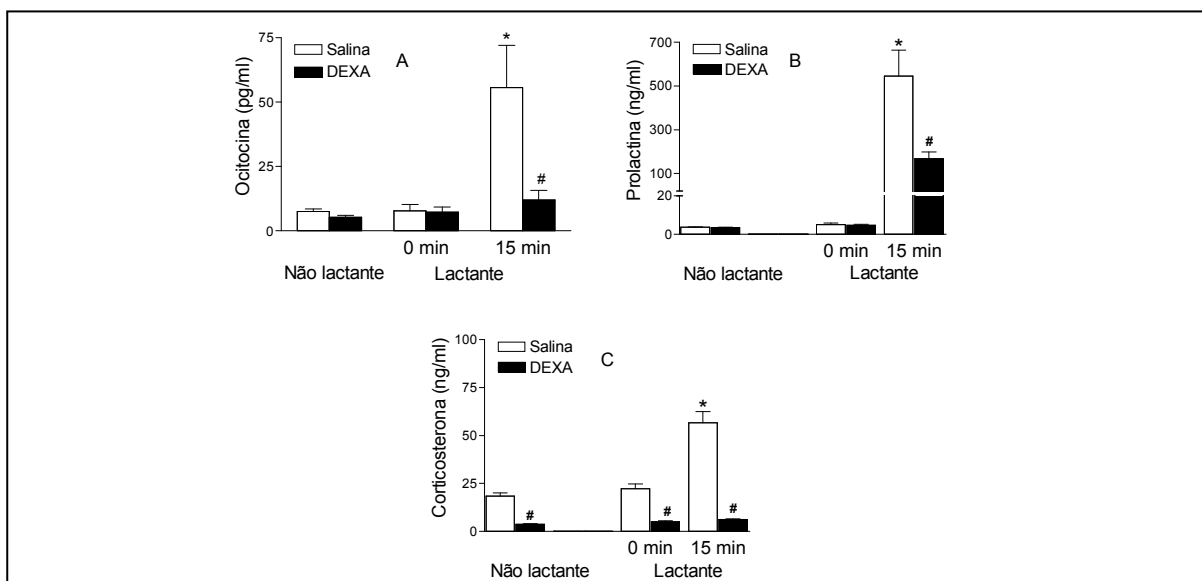 75
50
25
0
Ocitocina (pg/ml)
Salina
DEXA
A
*
#
0 min
15 min
Não lactante
Lactante
700
500
300
100
20
0
Prolactina (ng/ml)
Salina
DEXA
B
*
#
0 min
15 min
Não lactante
Lactante
100
75
50
25
0
Corticosterona (ng/ml)
Salina
DEXA
C
#
#
*
#
0 min
15 min
Não lactante
Lactante